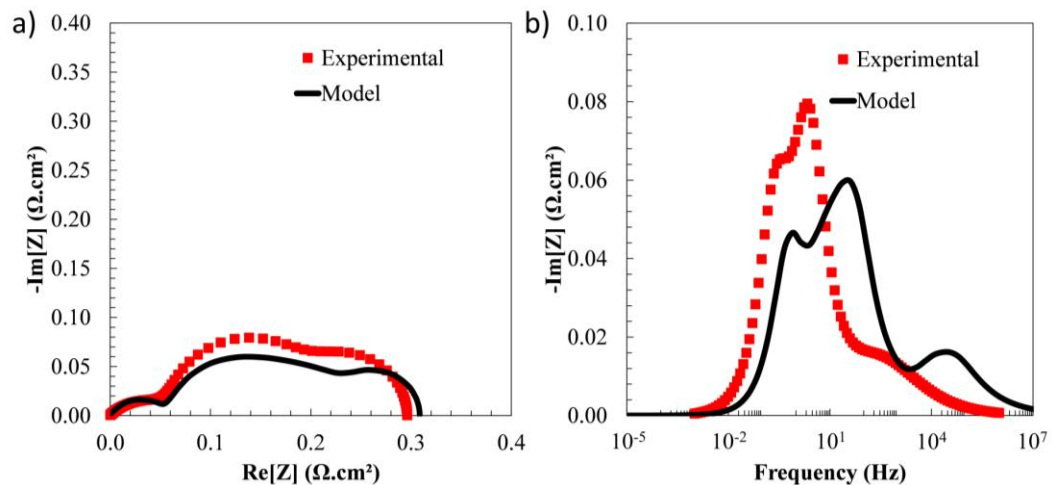 a)
0.40
0.35
0.30
0.25
0.20
0.15
0.10
0.05
0.00
-Im[Z] (Ω.cm²)
Experimental
Model
0.0 0.1 0.2 0.3 0.4
Re[Z] (Ω.cm²)
b)
0.10
0.08
0.06
0.04
0.02
0.00
-Im[Z] (Ω.cm²)
Experimental
Model
10⁻⁵ 10⁻² 10¹ 10⁴ 10⁷
Frequency (Hz)